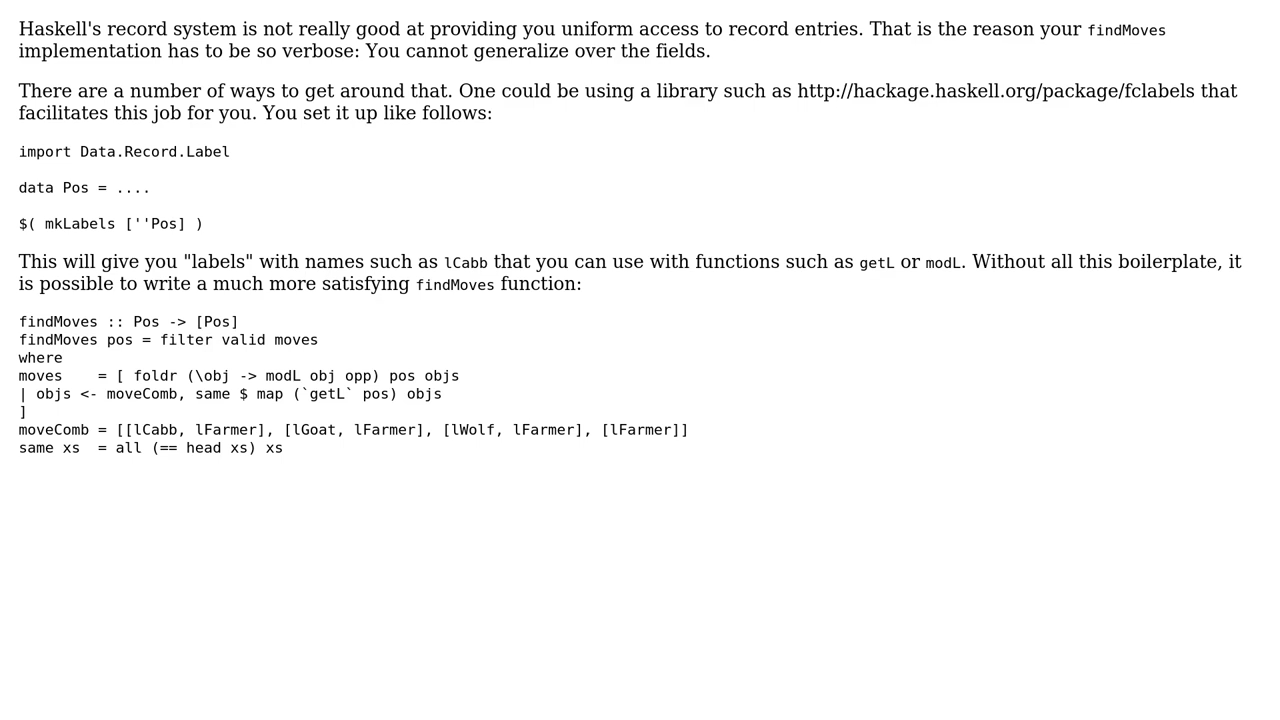 Haskell's record system is not really good at providing you uniform access to record entries. That is the reason your findMoves
implementation has to be so verbose: You cannot generalize over the fields.
There are a number of ways to get around that. One could be using a library such as http://hackage.haskell.org/package/fclabels that
facilitates this job for you. You set it up like follows:
import Data.Record.Label
data Pos = ....
$( mkLabels [''Pos] )
This will give you "labels" with names such as lCabb that you can use with functions such as getL or modL. Without all this boilerplate, it
is possible to write a much more satisfying findMoves function:
findMoves :: Pos -> [Pos]
findMoves pos = filter valid moves
where
moves    = [ foldr (\obj -> modL obj opp) pos objs
| objs <- moveComb, same $ map (`getL` pos) objs
]
moveComb = [[lCabb, lFarmer], [lGoat, lFarmer], [lWolf, lFarmer], [lFarmer]]
same xs  = all (== head xs) xs